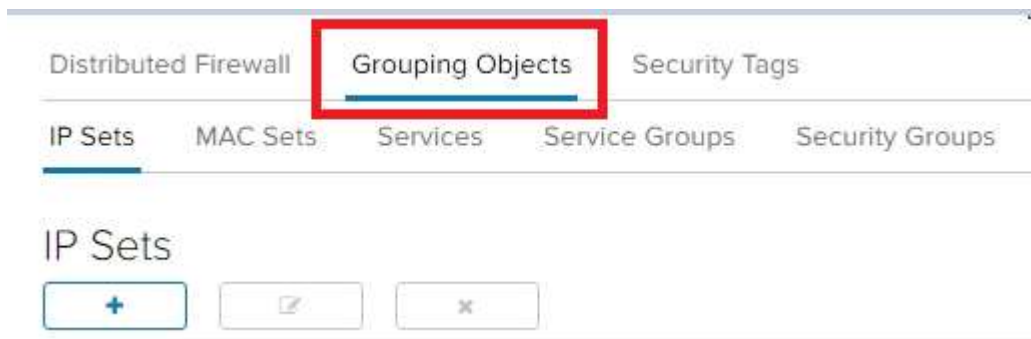 Distributed Firewall Grouping Objects Security Tags
IP Sets MAC Sets Services Service Groups Security Groups
IP Sets